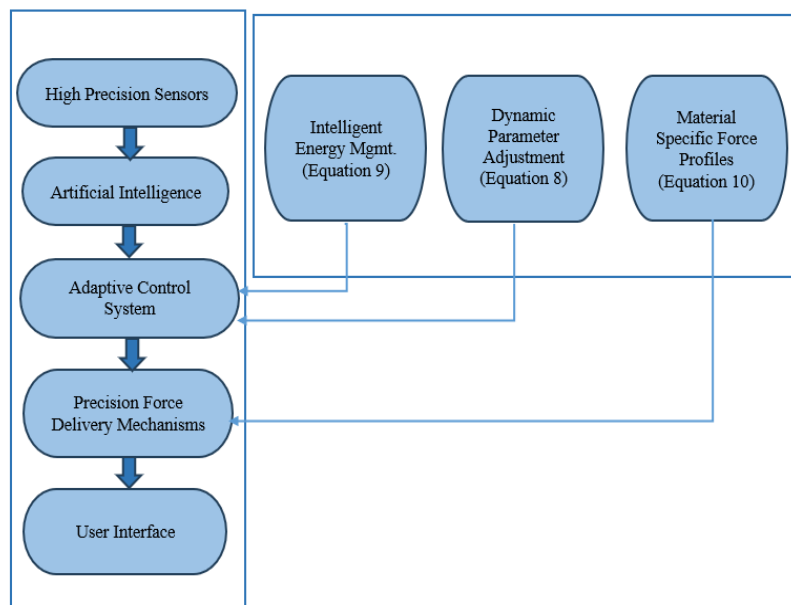 High Precision Sensors
Artificial Intelligence
Adaptive Control
System
Precision Force
Delivery Mechanisms
User Interface
Intelligent
Energy Mgmt.
(Equation 9)
Dynamic
Parameter
Adjustment
(Equation 8)
Material
Specific Force
Profiles
(Equation 10)